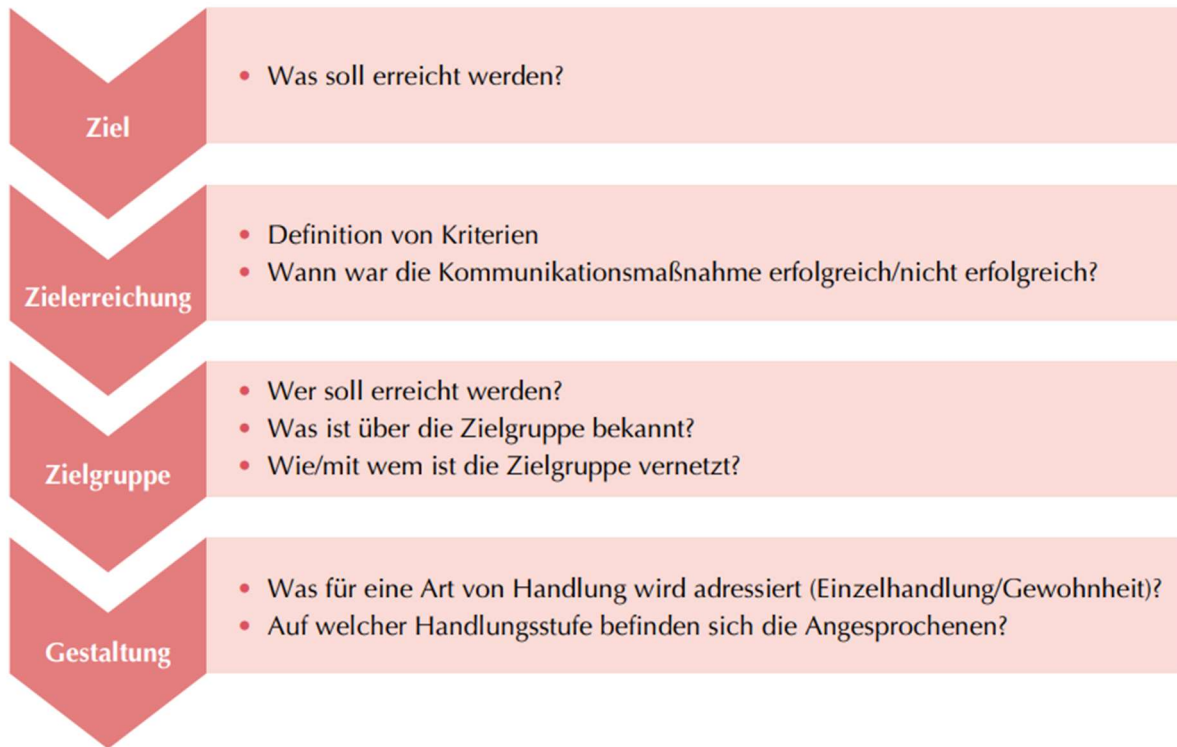 Ziel
• Was soll erreicht werden?
Zielerreichung
• Definition von Kriterien
• Wann war die Kommunikationsmaßnahme erfolgreich/nicht erfolgreich?
Zielgruppe
• Wer soll erreicht werden?
• Was ist über die Zielgruppe bekannt?
• Wie/mit wem ist die Zielgruppe vernetzt?
Gestaltung
• Was für eine Art von Handlung wird adressiert (Einzelhandlung/Gewohnheit)?
• Auf welcher Handlungsstufe befinden sich die Angesprochenen?